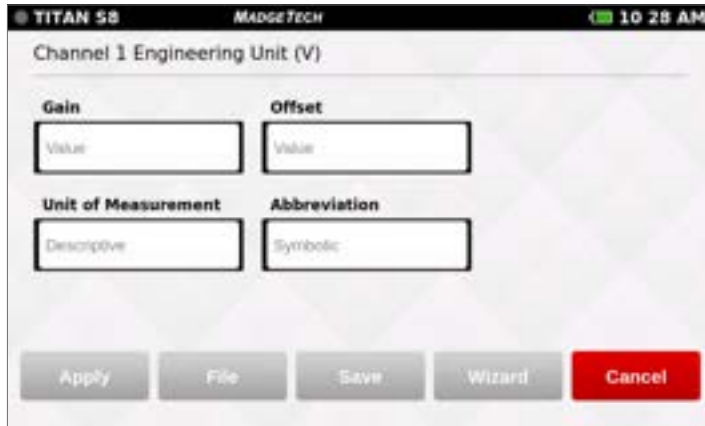 TITAN S8 MADGETECH 10 28 AM
Channel 1 Engineering Unit (V)
Gain Offset
Value Value
Unit of Measurement Abbreviation
Descriptive Symbolic
Apply File Save Wizard Cancel